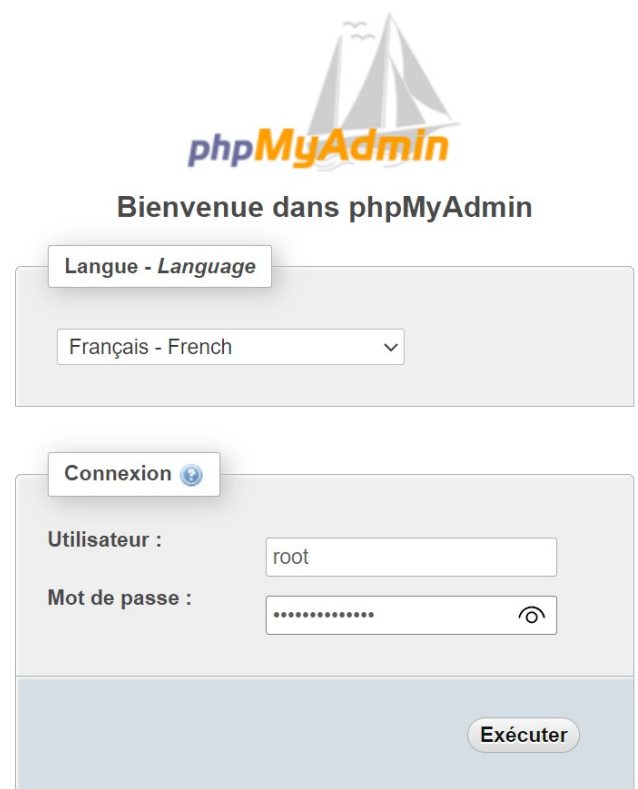 phpMyAdmin
Bienvenue dans phpMyAdmin
Langue - Language
Français - French
Connexion
Utilisateur :
root
Mot de passe :
••••••••••••••
Exécuter